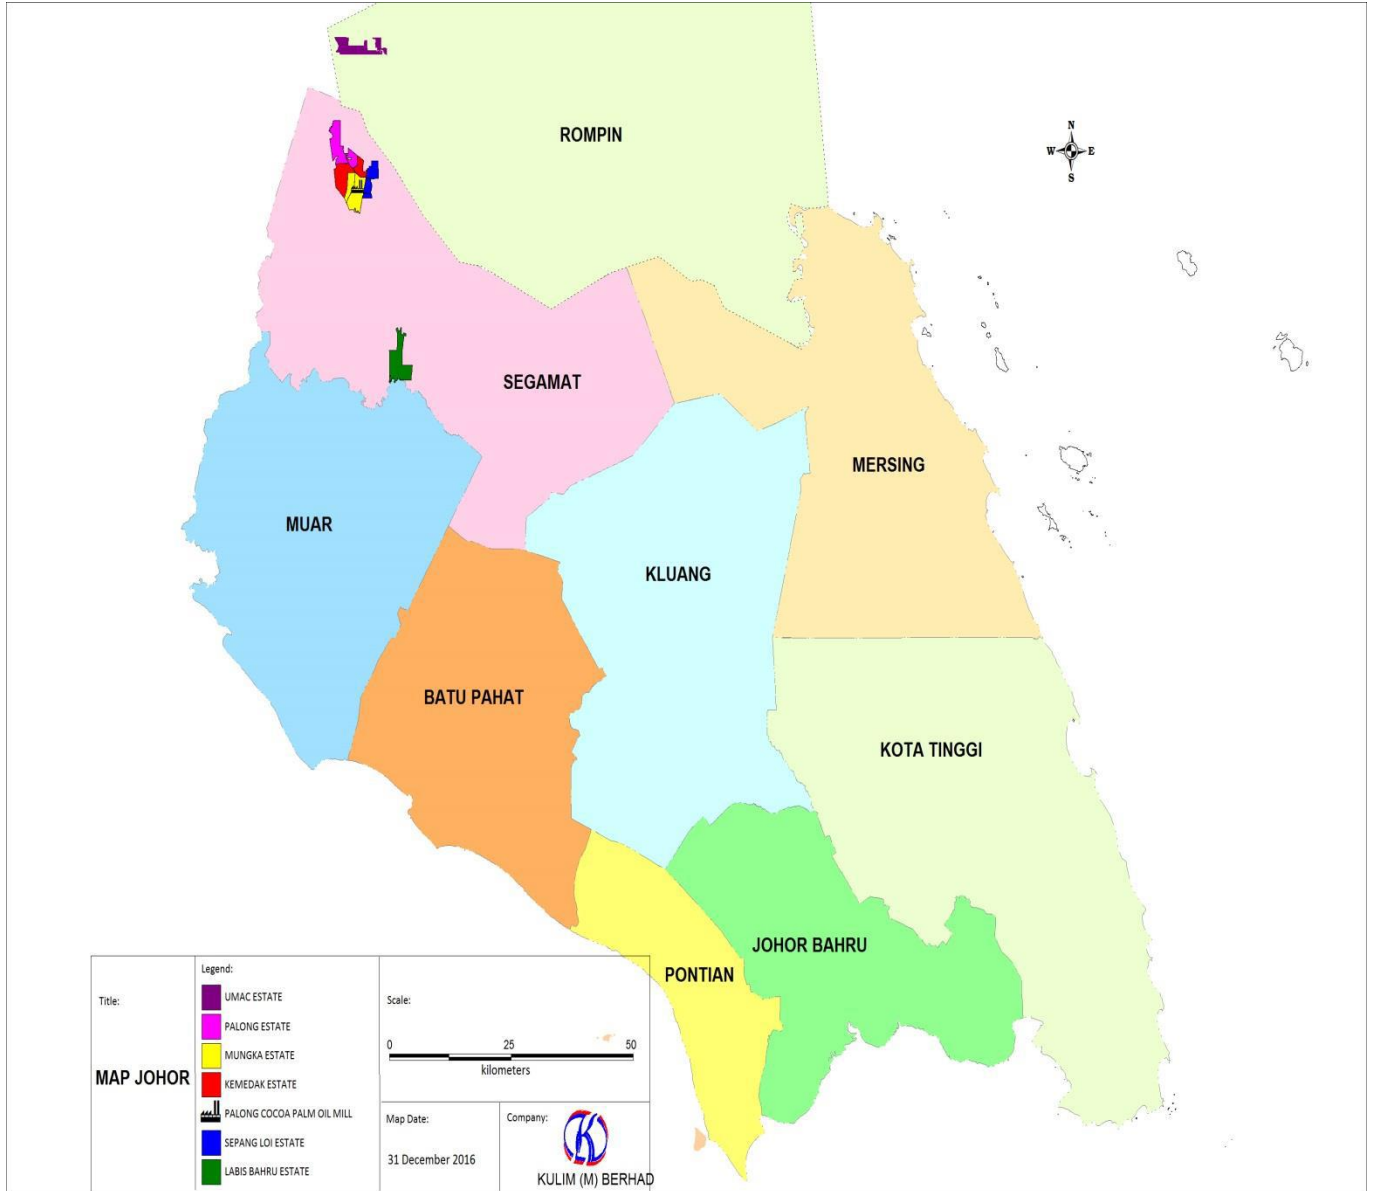 ROMPIN
N
W E
S
SEGAMAT
MERSING
MUAR
KLUANG
BATU PAHAT
KOTA TINGGI
JOHOR BAHRU
PONTIAN
Title:
MAP JOHOR
Legend:
UMAC ESTATE
PALONG ESTATE
MUNGKA ESTATE
KEMEDAK ESTATE
PALONG COCOA PALM OIL MILL
SEPANG LOI ESTATE
LABIS BAHRU ESTATE
Scale:
0 25 50
kilometers
Map Date:
31 December 2016
Company:
K
KULIM (M) BERHAD